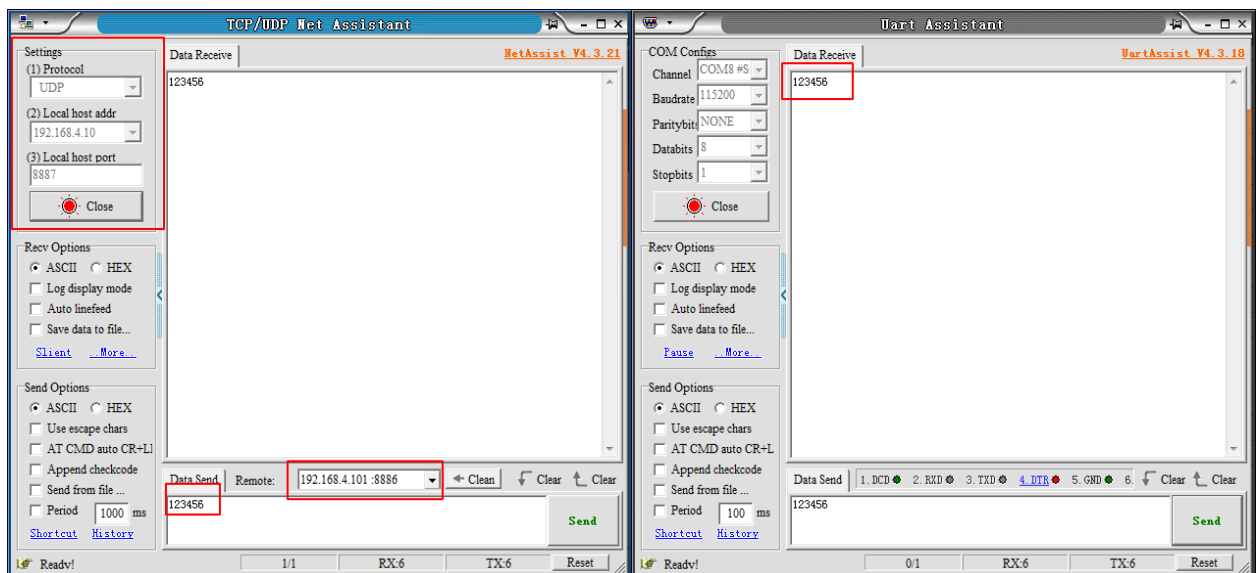 TCP/UDP Net Assistant
Settings
(1) Protocol
UDP
(2) Local host addr
192.168.4.10
(3) Local host port
8887
Close
Recv Options
ASCII HEX
Log display mode
Auto linefeed
Save data to file...
Slient ...More..
Send Options
ASCII HEX
Use escape chars
AT CMD auto CR+LI
Append checkcode
Send from file ...
Period 1000 ms
Shortcut History
Data Receive
NetAssist V4.3.21
123456
Data Send Remote: 192.168.4.101 :8886 Clean Clear Clear
123456
Send
Ready! 1/1 RX:6 TX:6 Reset
Uart Assistant
COM Configs
Channel COM8 #S
Baudrate 115200
Paritybits NONE
Databits 8
Stopbits 1
Close
Recv Options
ASCII HEX
Log display mode
Auto linefeed
Save data to file...
Pause ...More..
Send Options
ASCII HEX
Use escape chars
AT CMD auto CR+L
Append checkcode
Send from file ...
Period 100 ms
Shortcut History
Data Receive
UartAssist V4.3.18
123456
Data Send 1. DCD 2. RXD 3. TXD 4. DTR 5. GND 6. Clear Clear
123456
Send
Ready! 0/1 RX:6 TX:6 Reset